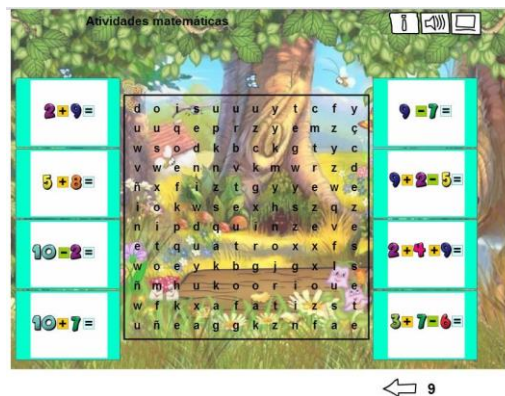 Atividades matemáticas
2+9=
5+8=
10-2=
10+7=
d o i s u u u y t c f y
u u q e p r z y e m z ç
w s o d k b c k g t y c
v w e n n v k m w r z d
ñ x f i z t g y y e w e
i o k w s e x h s z q z
n i p d q u i n z e v e
e t q u a t r o x x f s
w o e y k b g j g x l s
ñ m h u k o o r i o u e
w f k x a f a t i z s t
u ñ e a g g k z n f a e
9-7=
9+2-5=
2+4+9=
3+7-6=
9